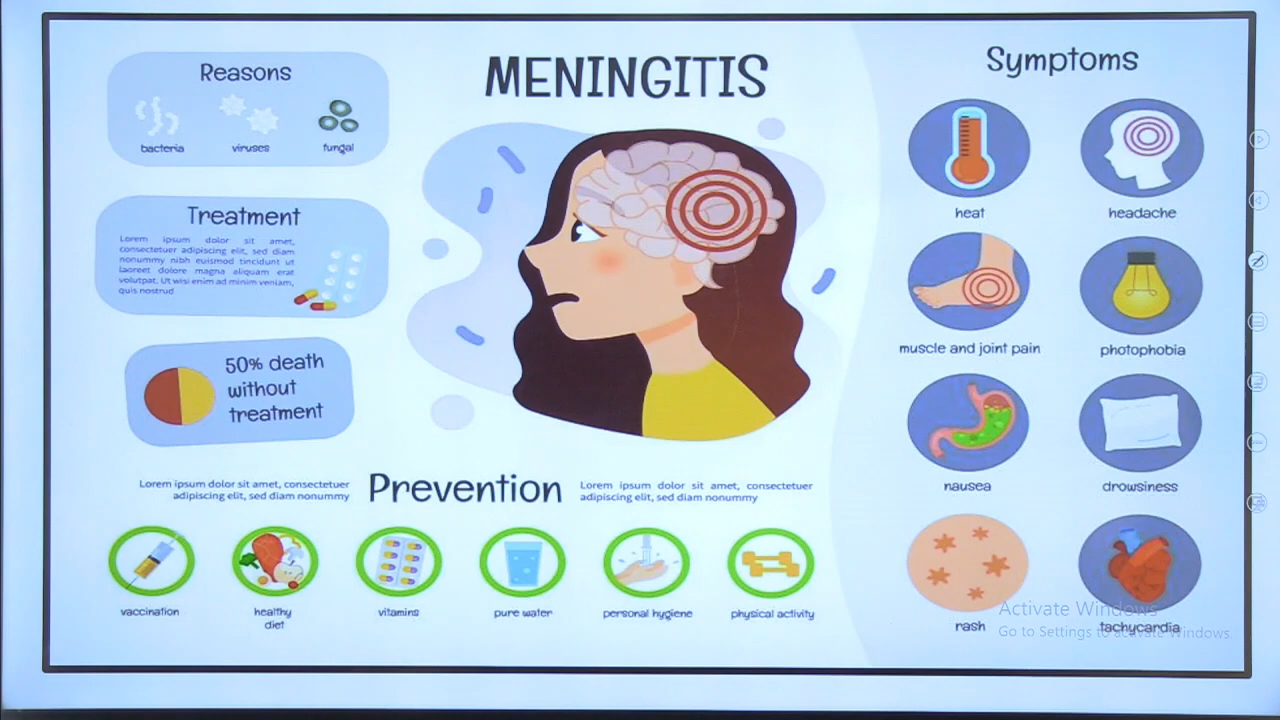 MENINGITIS
Reasons
bacteria
viruses
fungal
Treatment
Lorem ipsum dolor sit amet,
consectetuer adipiscing elit, sed diam
nonummy nibh euismod tincidunt ut
laoreet dolore magna aliquam erat
volutpat. Ut wisi enim ad minim veniam,
quis nostrud
50% death
without
treatment
Lorem ipsum dolor sit amet, consectetuer
adipiscing elit, sed diam nonummy
Prevention
Lorem ipsum dolor sit amet, consectetuer
adipiscing elit, sed diam nonummy
vaccination
healthy
diet
vitamins
pure water
personal hygiene
physical activity
Symptoms
heat
headache
muscle and joint pain
photophobia
nausea
drowsiness
rash
tachycardia
Activate Windows
Go to Settings to activate Windows.